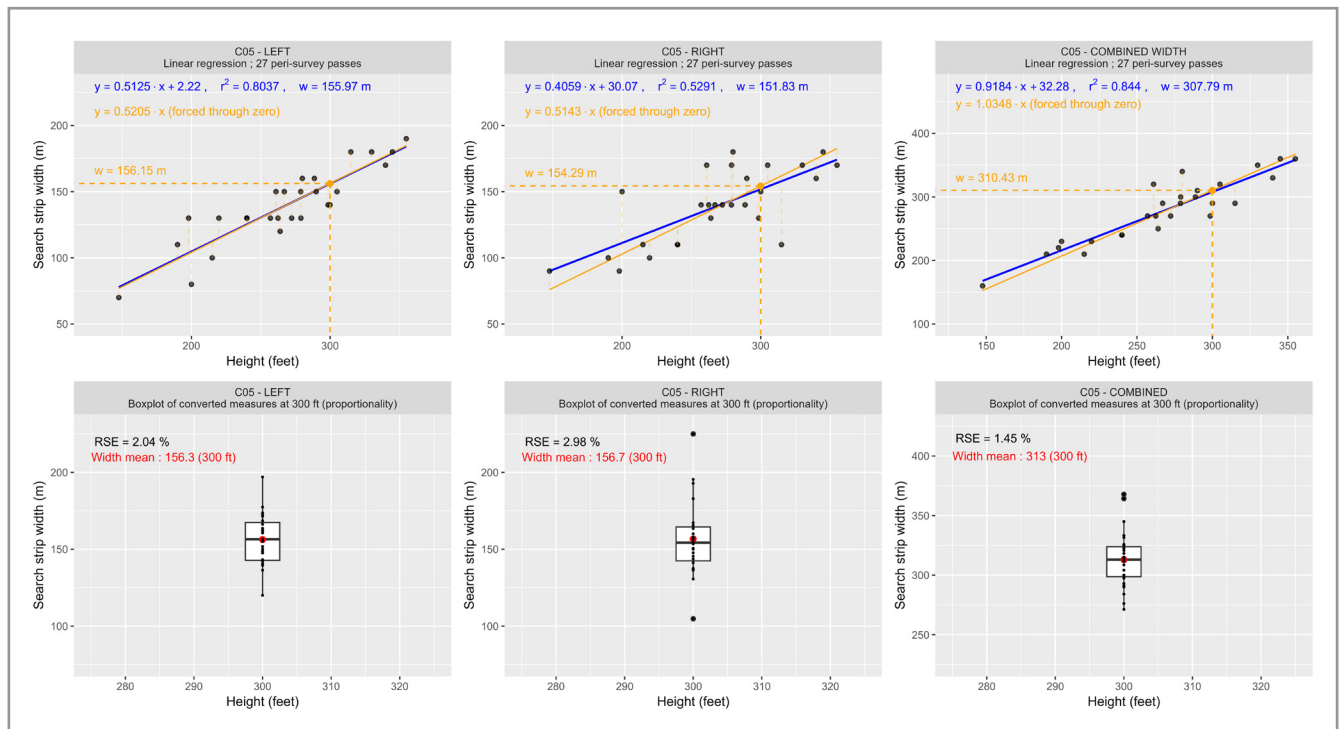 C05 - LEFT
Linear regression ; 27 peri-survey passes
y = 0.5125 · x + 2.22 , r² = 0.8037 , w = 155.97 m
y = 0.5205 · x (forced through zero)
w = 156.15 m
Search strip width (m)
200
150
100
50
200 300
Height (feet)
C05 - RIGHT
Linear regression ; 27 peri-survey passes
y = 0.4059 · x + 30.07 , r² = 0.5291 , w = 151.83 m
y = 0.5143 · x (forced through zero)
w = 154.29 m
Search strip width (m)
200
150
100
50
200 300
Height (feet)
C05 - COMBINED WIDTH
Linear regression ; 27 peri-survey passes
y = 0.9184 · x + 32.28 , r² = 0.844 , w = 307.79 m
y = 1.0348 · x (forced through zero)
w = 310.43 m
Search strip width (m)
400
300
200
100
150 200 250 300 350
Height (feet)
C05 - LEFT
Boxplot of converted measures at 300 ft (proportionality)
RSE = 2.04 %
Width mean : 156.3 (300 ft)
Search strip width (m)
200
150
100
280 290 300 310 320
Height (feet)
C05 - RIGHT
Boxplot of converted measures at 300 ft (proportionality)
RSE = 2.98 %
Width mean : 156.7 (300 ft)
Search strip width (m)
200
150
100
280 290 300 310 320
Height (feet)
C05 - COMBINED
Boxplot of converted measures at 300 ft (proportionality)
RSE = 1.45 %
Width mean : 313 (300 ft)
Search strip width (m)
400
350
300
250
280 290 300 310 320
Height (feet)